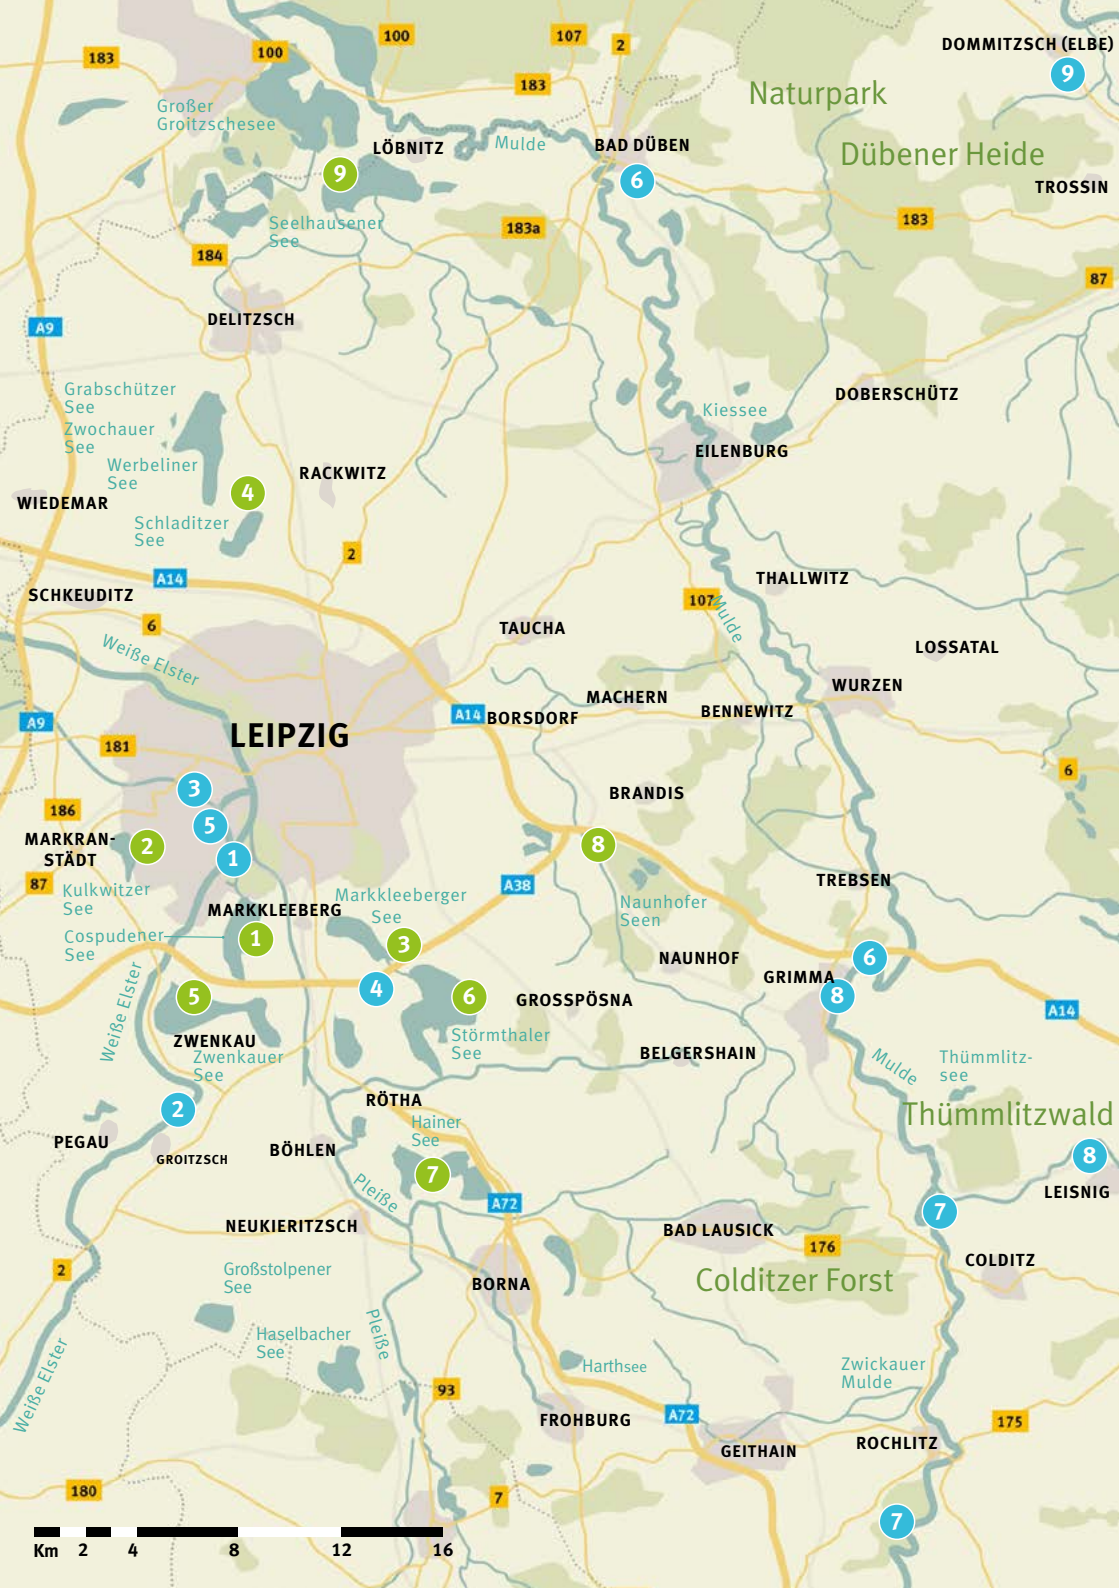 100
107
2
183
100
183
DOMMITZSCH (ELBE)
9
Naturpark
Großer
Groitzschesee
LÖBNITZ
Mulde
BAD DÜBEN
Dübener Heide
9
6
TROSSIN
Seelhausener
See
183a
183
184
87
DELITZSCH
A9
Grabschützer
See
Zwochauer
See
Werbeliner
See
Kiessee
DOBERSCHÜTZ
EILENBURG
RACKWITZ
WIEDEMAR
4
Schladitzer
See
2
A14
SCHKEUDITZ
THALLWITZ
107
Mulde
6
TAUCHA
Weiße Elster
LOSSATAL
WURZEN
MACHERN
BENNEWITZ
A9
A14
BORSDORF
LEIPZIG
181
6
3
BRANDIS
186
5
MARKRAN-
STÄDT
2
1
8
87
Kulkwitzer
See
A38
TREBSEN
Markkleeberger
See
Naunhofer
Seen
MARKKLEEBERG
Cospudener
See
1
3
NAUNHOF
6
GRIMMA
4
8
5
6
GROSSPÖSNA
A14
Weiße Elster
ZWENKAU
Zwenkauer
See
Störmthaler
See
BELGERSHAIN
Mulde
Thümmlitz-
see
2
RÖTHA
Thümmlitzwald
Hainer
See
PEGAU
GROITZSCH
BÖHLEN
8
7
LEISNIG
Pleiße
A72
7
NEUKIERITZSCH
BAD LAUSICK
176
COLDITZ
2
Großstolpener
See
BORNA
Colditzer Forst
Pleiße
Haselbacher
See
Harthsee
Zwickauer
Mulde
Weiße Elster
93
FROHBURG
A72
175
GEITHAIN
ROCHLITZ
180
7
7
Km 2 4 8 12 16